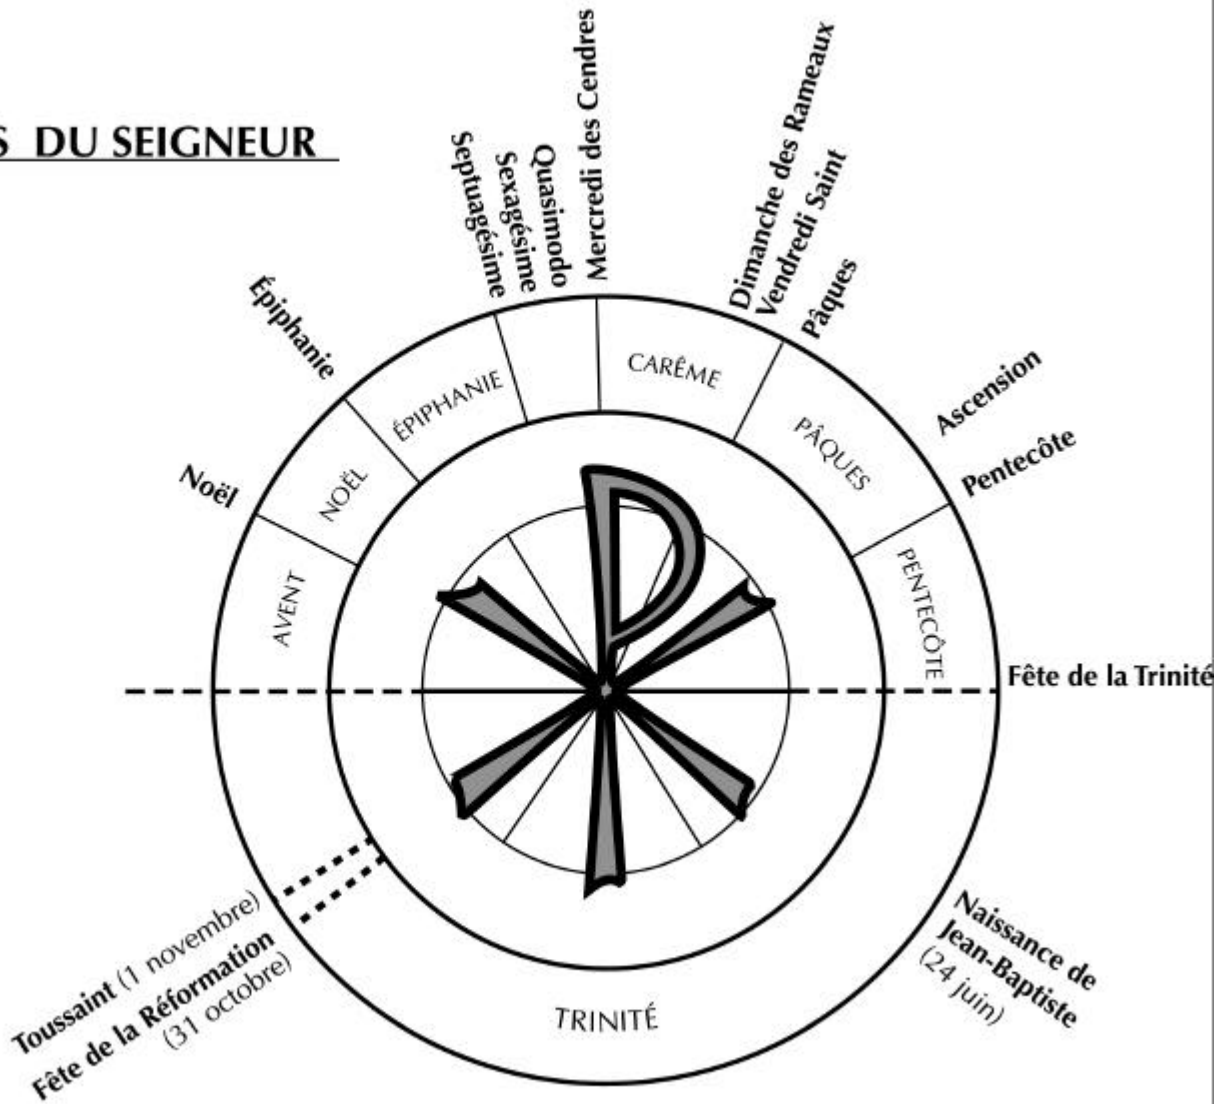 S DU SEIGNEUR
Mercredi des Cendres
Dimanche des Rameaux
Septuagésime
Sexagésime
Quasimodo
Vendredi Saint
Pâques
Épiphanie
Ascension
Pentecôte
Noël
CARÊME
ÉPIPHANIE
PÂQUES
NOËL
AVENT
PENTECÔTE
Fête de la Trinité
Toussaint (1 novembre)
Fête de la Réformation
(31 octobre)
Naissance de
Jean-Baptiste
(24 juin)
TRINITÉ